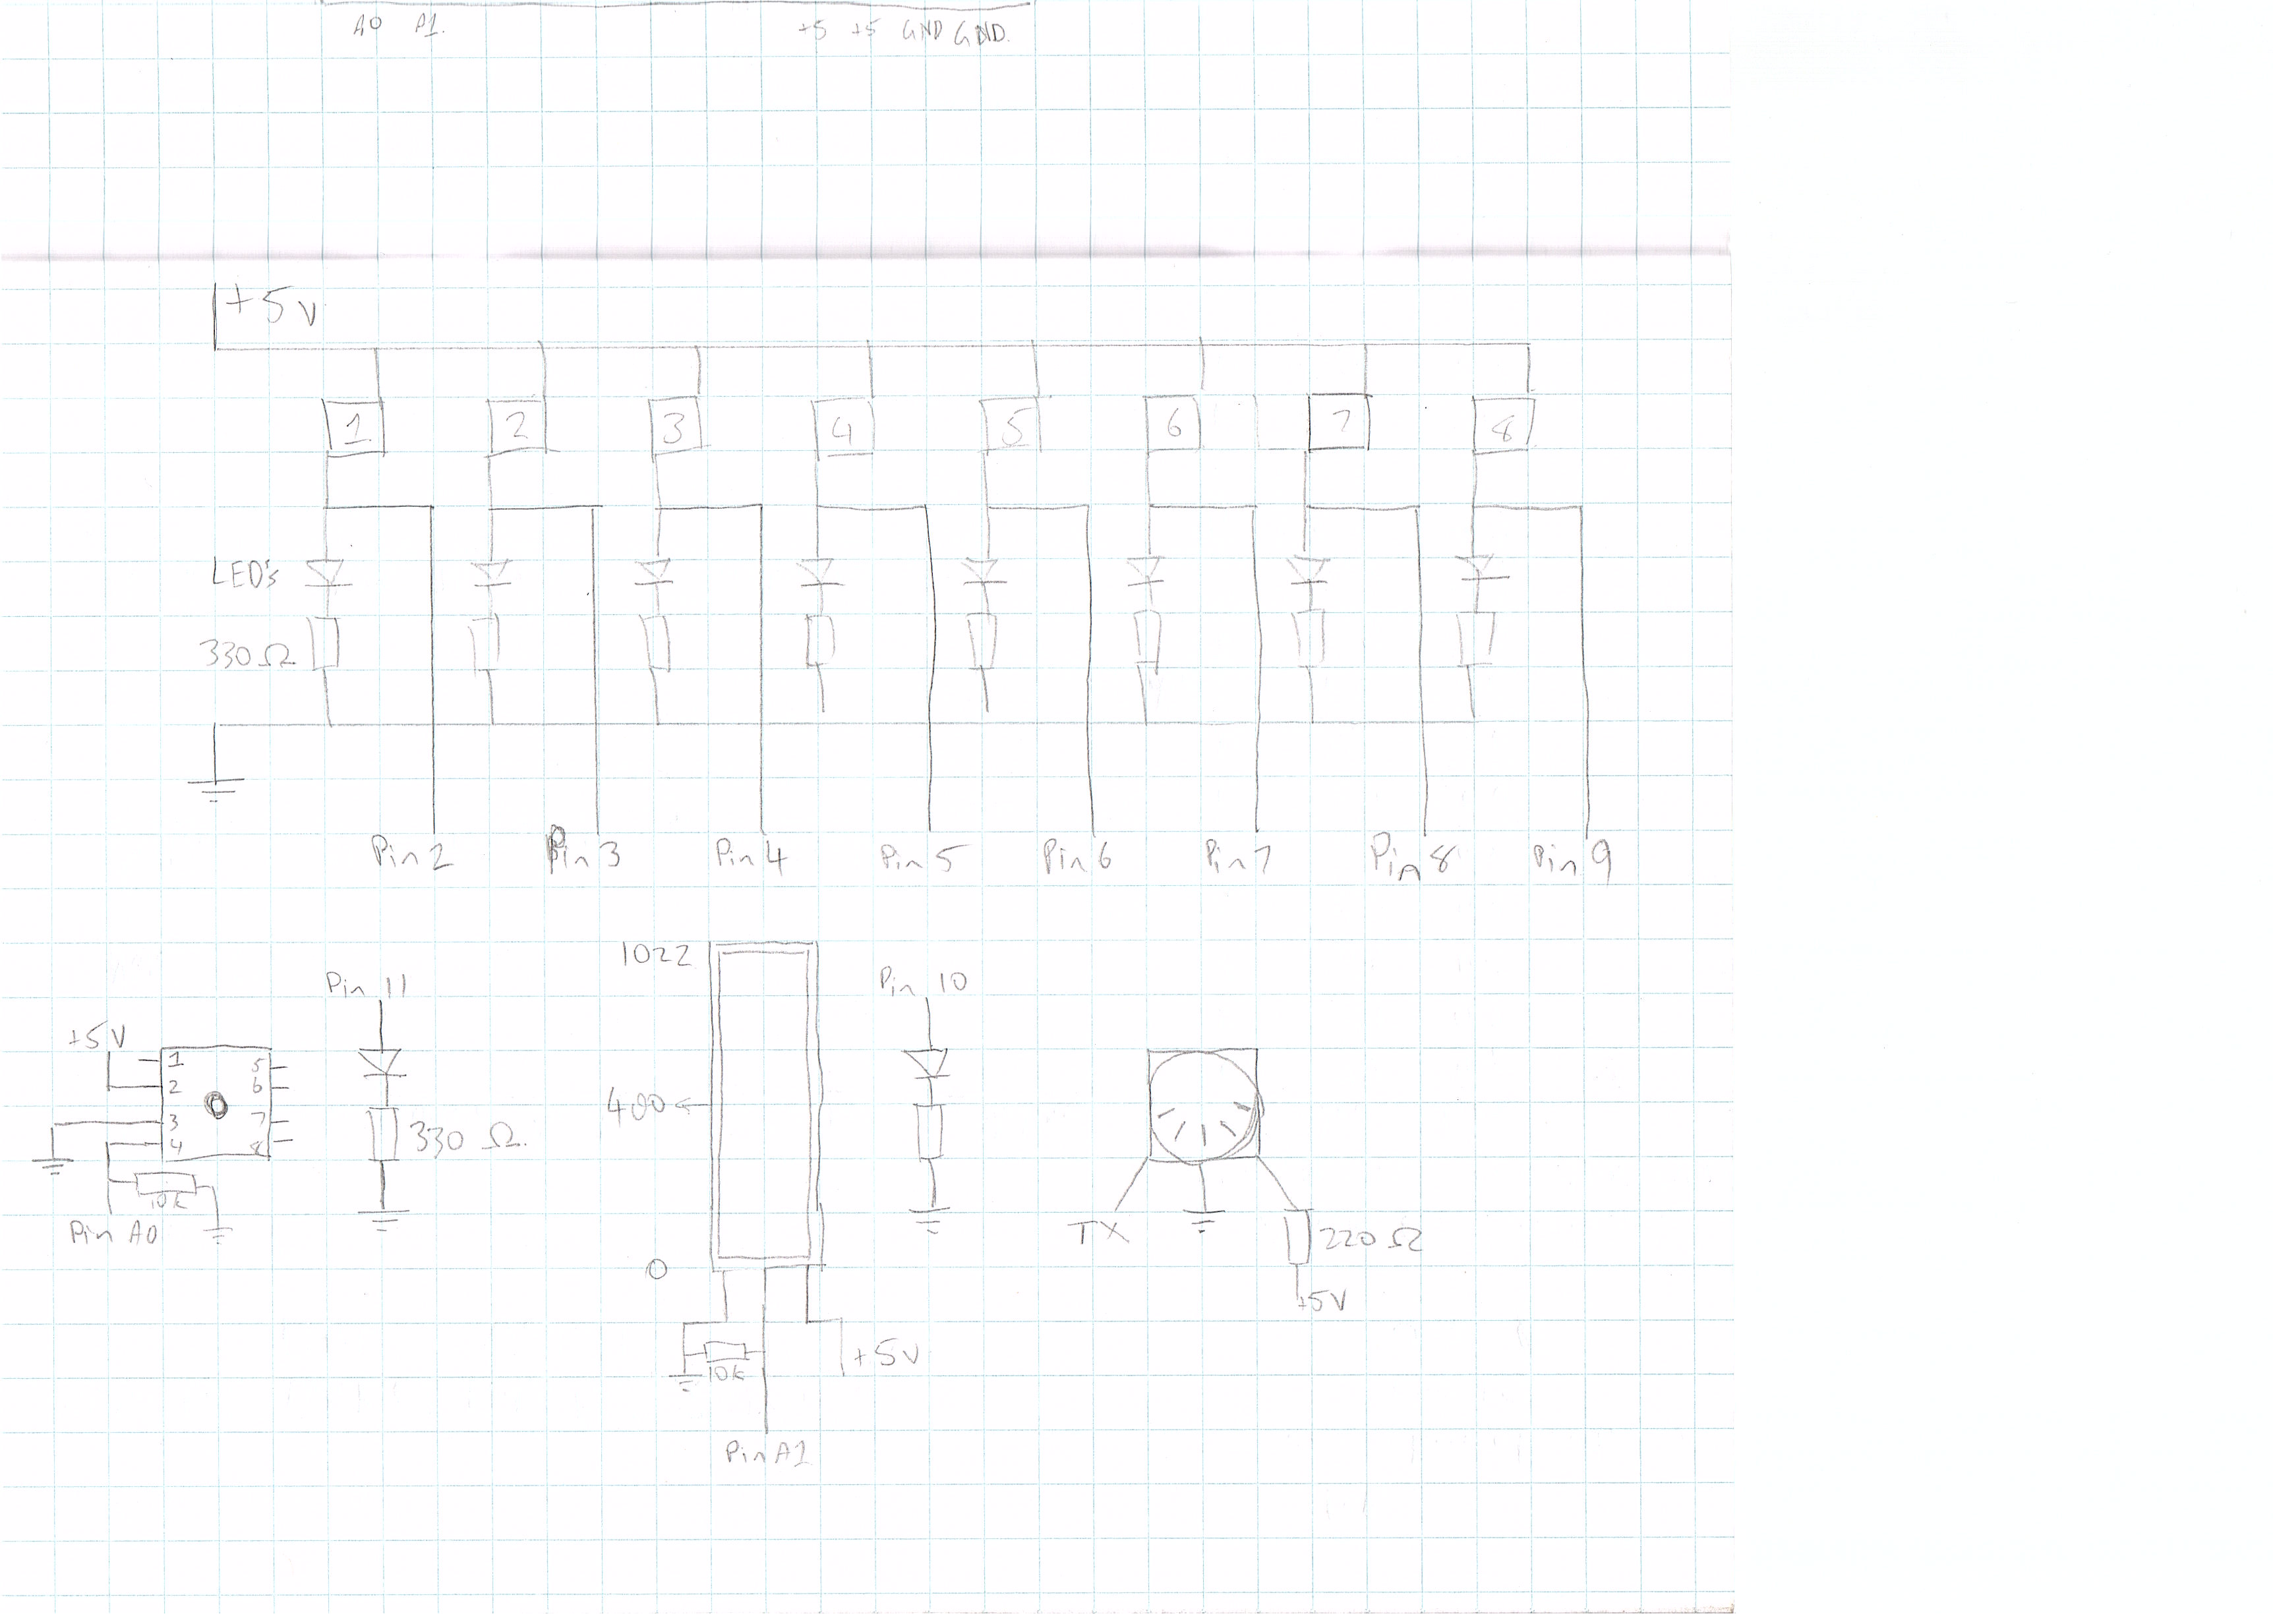 A0 A1.
+5 +5 GND GND.
+5v
1 2 3 4 5 6 7 8
LED's
330Ω
Pin 2 Pin 3 Pin 4 Pin 5 Pin 6 Pin 7 Pin 8 Pin 9
Pin 11
+5V
1 5
2 6
3 7
4 8
330 Ω.
10k
Pin A0
1022
400
0
10k
+5v
Pin A1
Pin 10
TX
220 Ω
+5V